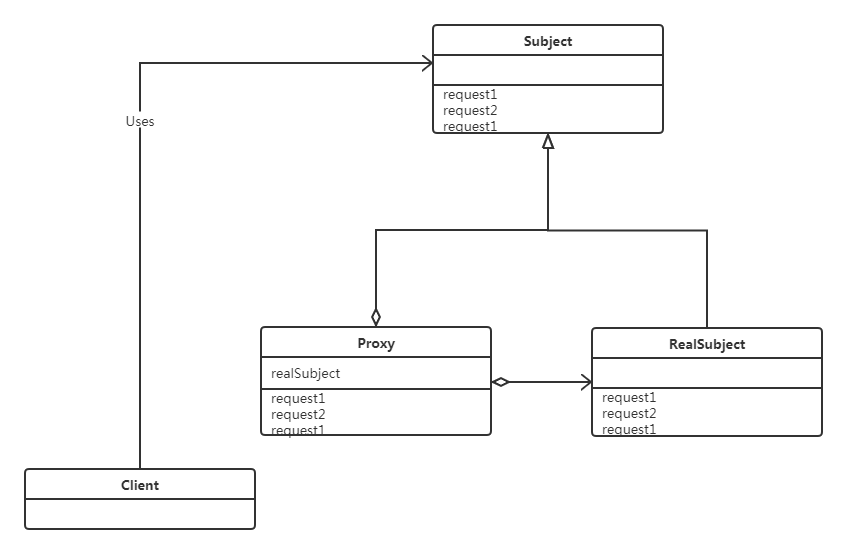 Subject
request1
request2
request1
Uses
Proxy
realSubject
request1
request2
request1
RealSubject
request1
request2
request1
Client